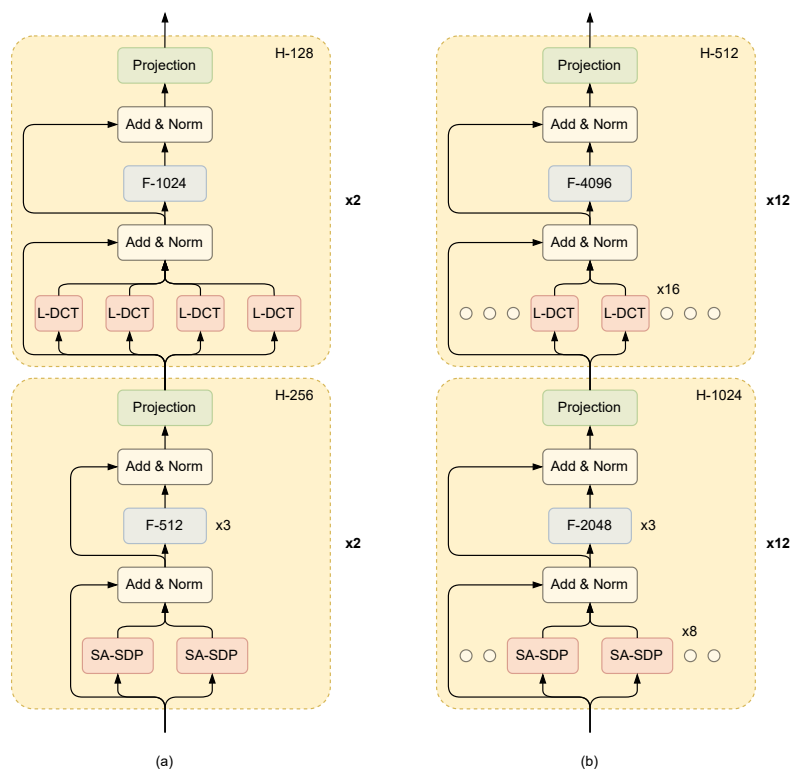 H-128
Projection
Add & Norm
F-1024
x2
Add & Norm
L-DCT L-DCT L-DCT L-DCT
H-256
Projection
Add & Norm
F-512 x3
x2
Add & Norm
SA-SDP SA-SDP
(a)
H-512
Projection
Add & Norm
F-4096
x12
Add & Norm
x16
L-DCT L-DCT
H-1024
Projection
Add & Norm
F-2048 x3
x12
Add & Norm
x8
SA-SDP SA-SDP
(b)